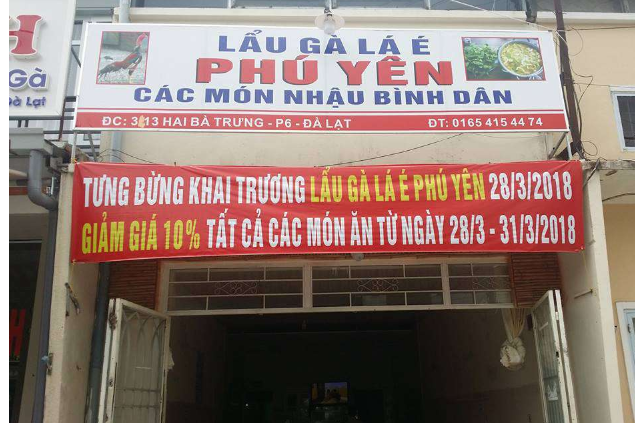 H
Gà
Đà Lạt
LẨU GÀ LÁ É
PHÚ YÊN
CÁC MÓN NHẬU BÌNH DÂN
ĐC: 3/13 HAI BÀ TRƯNG - P6 - ĐÀ LẠT
ĐT: 0165 415 44 74
TƯNG BỪNG KHAI TRƯƠNG LẨU GÀ LÁ É PHÚ YÊN 28/3/2018
GIẢM GIÁ 10% TẤT CẢ CÁC MÓN ĂN TỪ NGÀY 28/3 - 31/3/2018